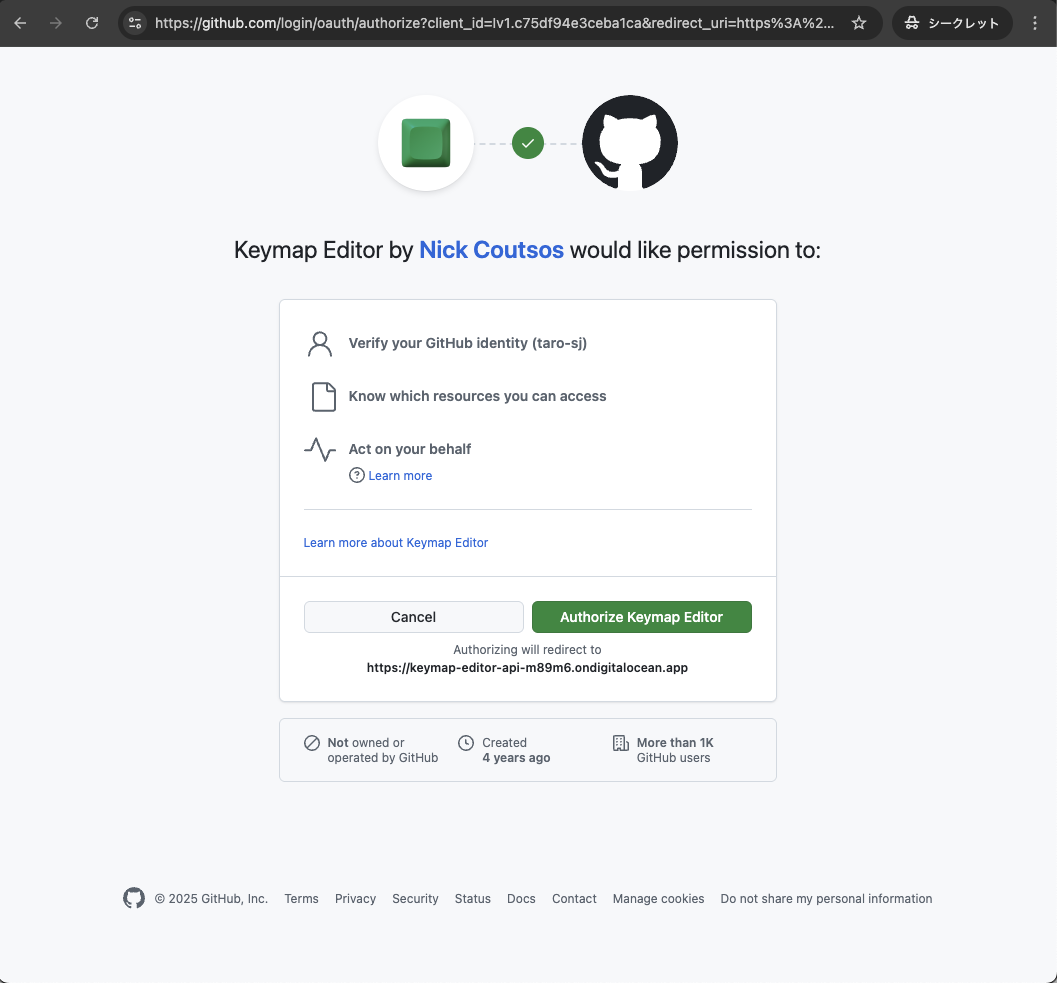 https://github.com/login/oauth/authorize?client_id=Iv1.c75df94e3ceba1ca&redirect_uri=https%3A%2...
シークレット
Keymap Editor by Nick Coutsos would like permission to:
Verify your GitHub identity (taro-sj)
Know which resources you can access
Act on your behalf
Learn more
Learn more about Keymap Editor
Cancel
Authorize Keymap Editor
Authorizing will redirect to
https://keymap-editor-api-m89m6.ondigitalocean.app
Not owned or
operated by GitHub
Created
4 years ago
More than 1K
GitHub users
© 2025 GitHub, Inc.
Terms
Privacy
Security
Status
Docs
Contact
Manage cookies
Do not share my personal information